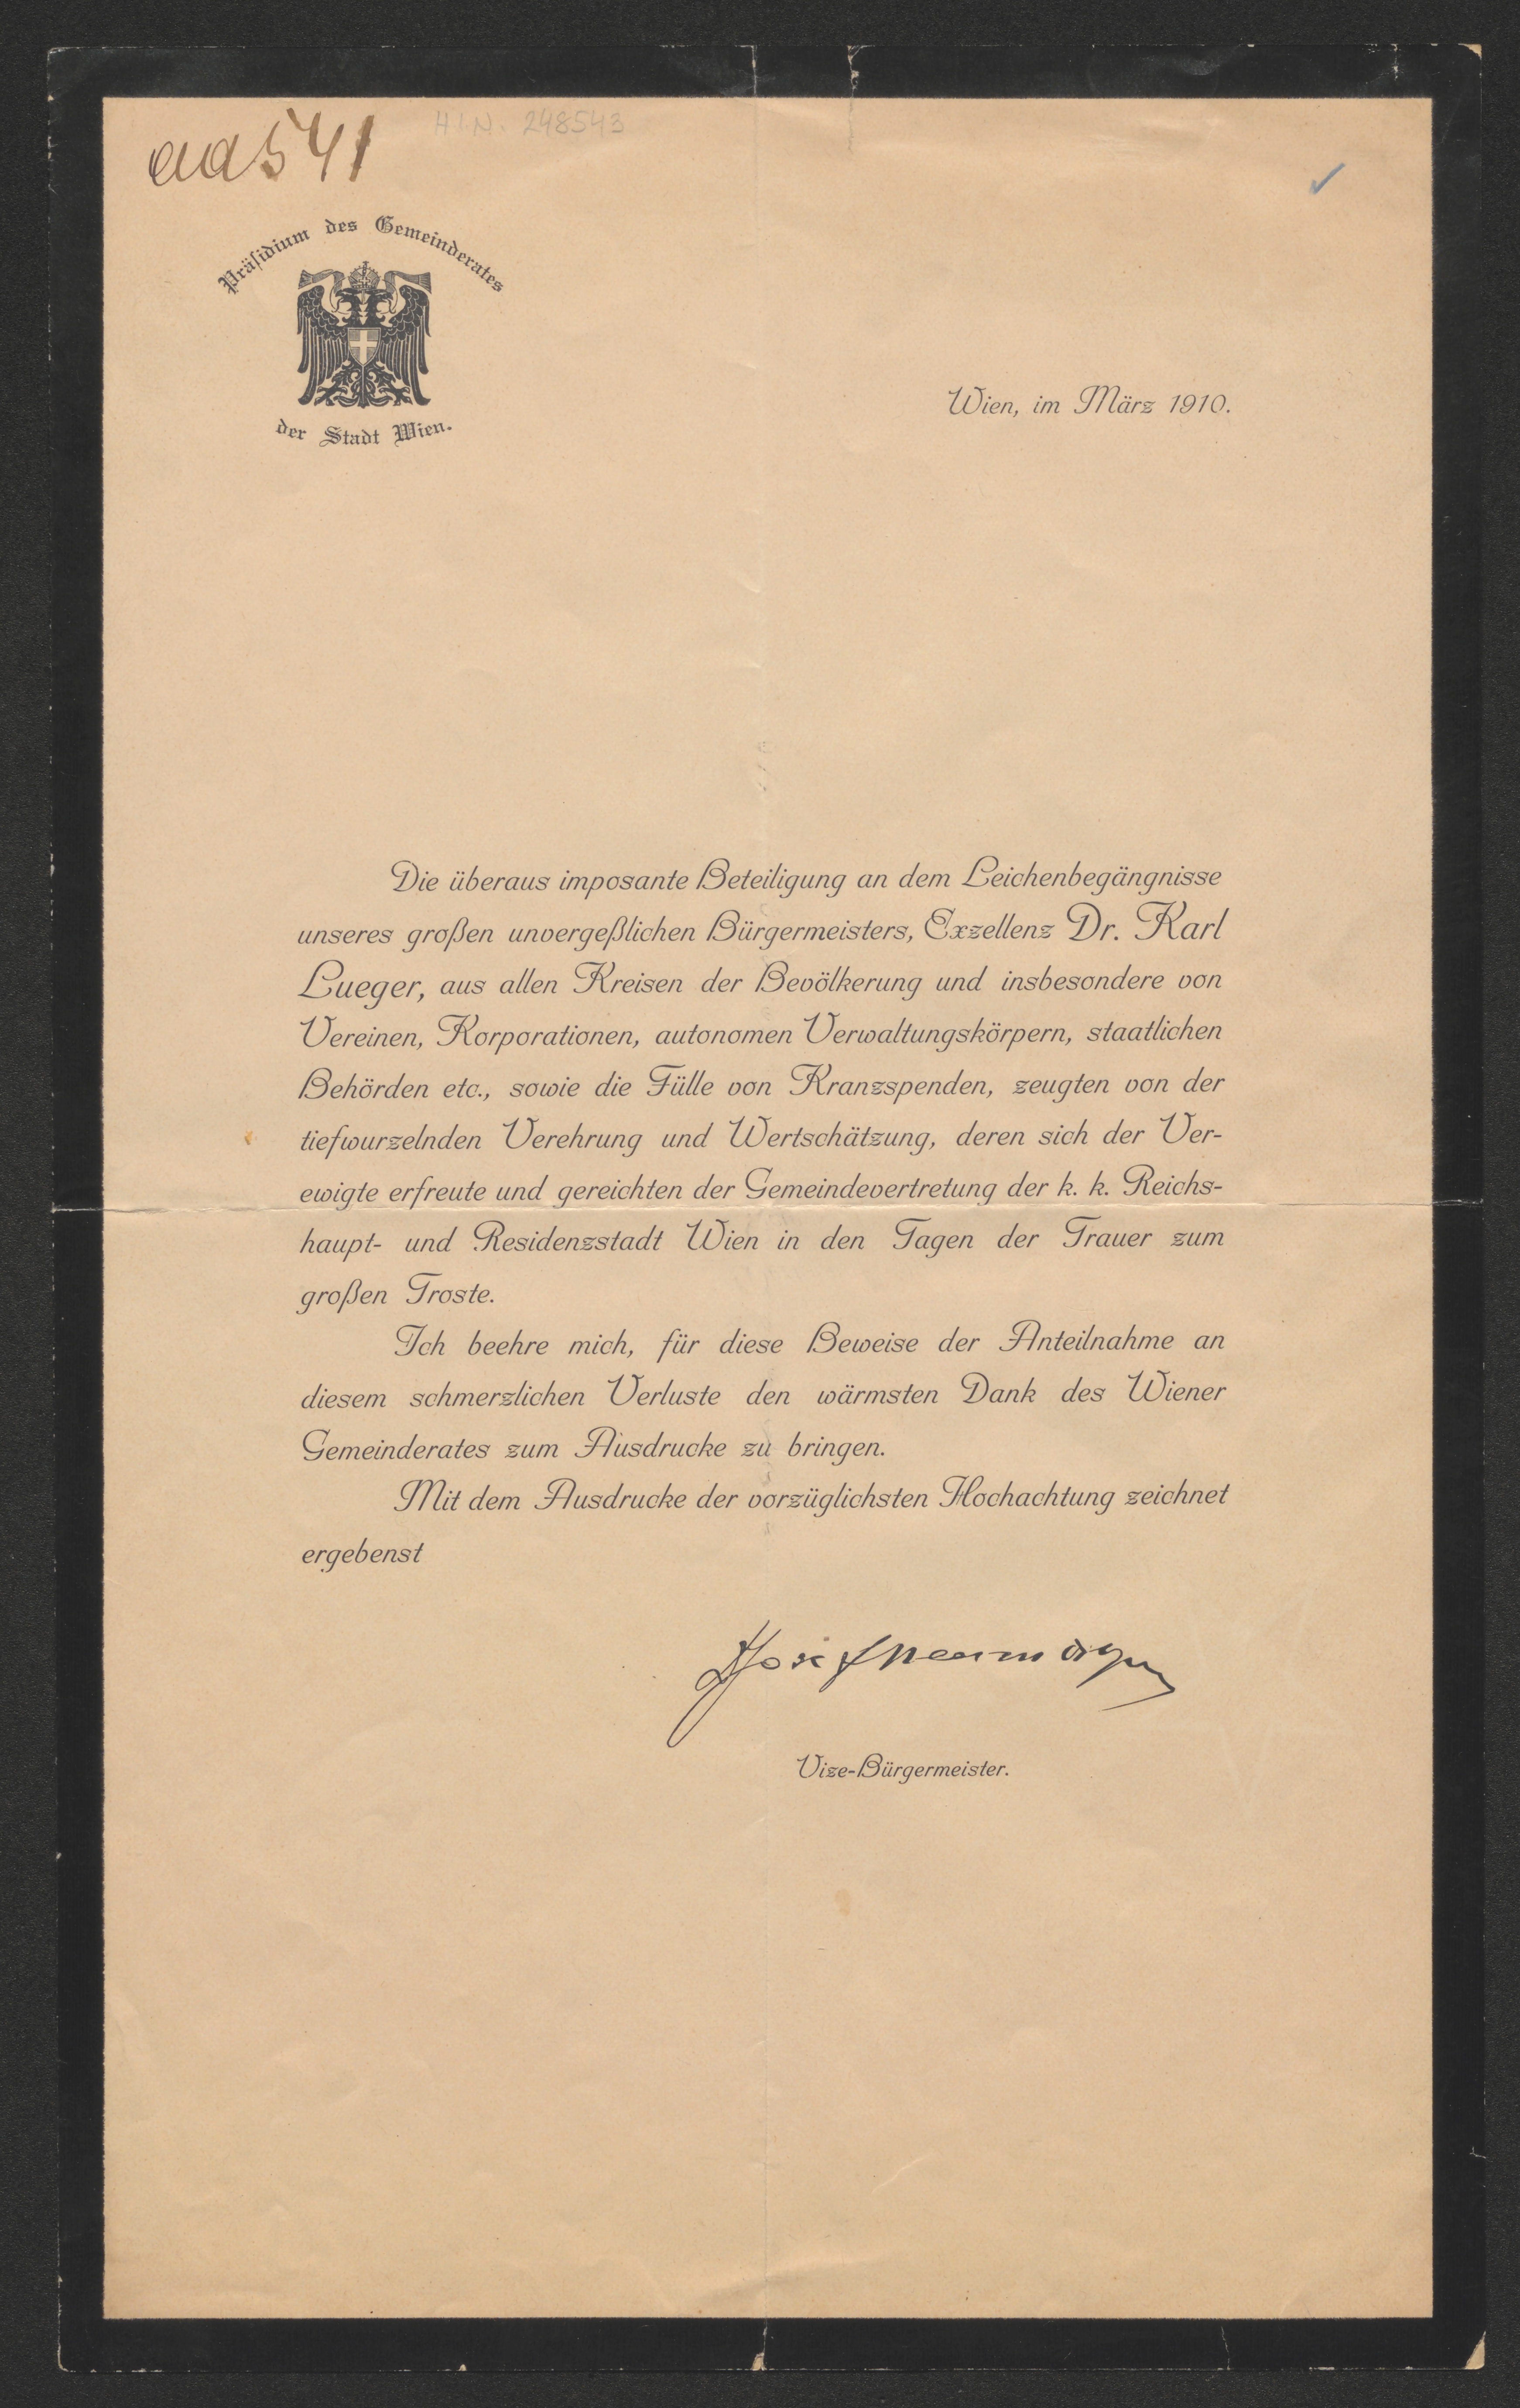 ad 541
H.I.N. 248543
Präsidium des Gemeinderates
der Stadt Wien.
Wien, im März 1910.
Die überaus imposante Beteiligung an dem Leichenbegängnisse
unseres großen unvergeßlichen Bürgermeisters, Exzellenz Dr. Karl
Lueger, aus allen Kreisen der Bevölkerung und insbesondere von
Vereinen, Korporationen, autonomen Verwaltungskörpern, staatlichen
Behörden etc., sowie die Fülle von Kranzspenden, zeugten von der
tiefwurzelnden Verehrung und Wertschätzung, deren sich der Ver-
ewigte erfreute und gereichten der Gemeindevertretung der k. k. Reichs-
haupt- und Residenzstadt Wien in den Tagen der Trauer zum
großen Troste.
Ich beehre mich, für diese Beweise der Anteilnahme an
diesem schmerzlichen Verluste den wärmsten Dank des Wiener
Gemeinderates zum Ausdrucke zu bringen.
Mit dem Ausdrucke der vorzüglichsten Hochachtung zeichnet
ergebenst
Josef Neumayer
Vize-Bürgermeister.